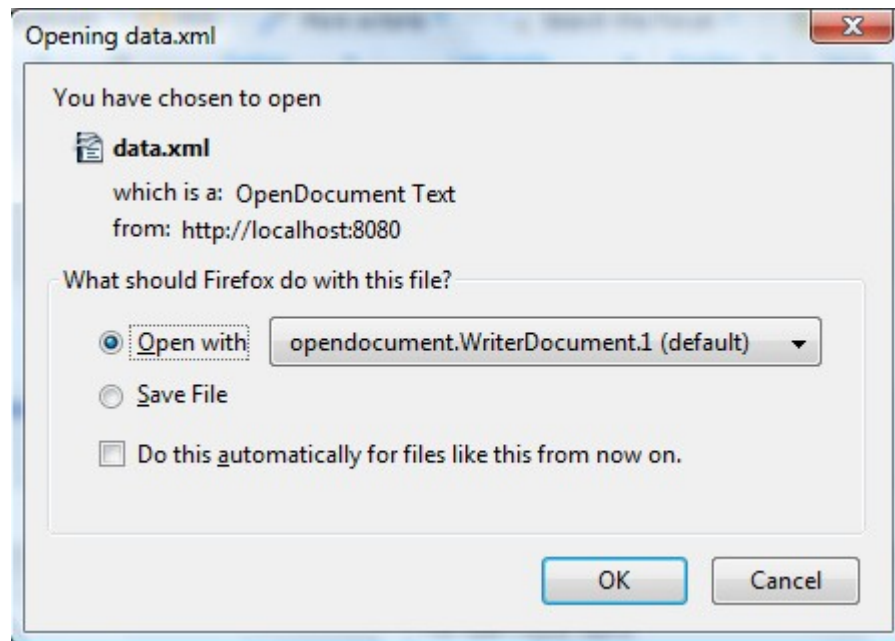 Opening data.xml
You have chosen to open
data.xml
which is a: OpenDocument Text
from: http://localhost:8080
What should Firefox do with this file?
Open with opendocument.WriterDocument.1 (default)
Save File
Do this automatically for files like this from now on.
OK Cancel